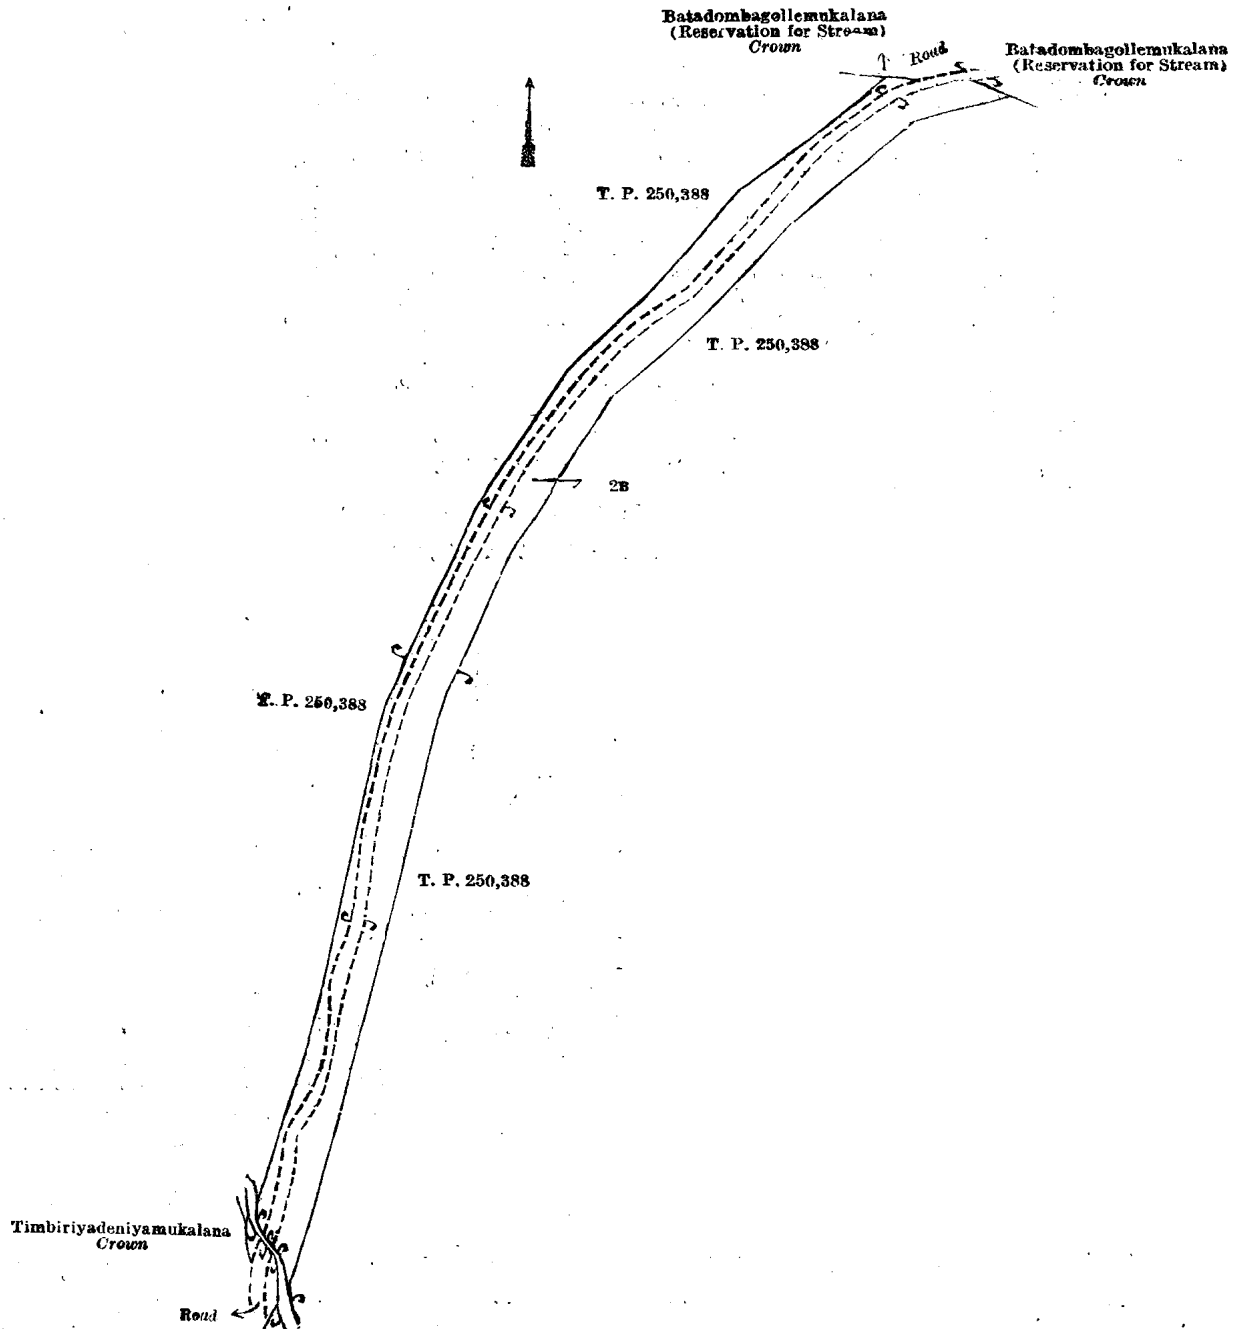 Batadombagollemukalana
(Reservation for Stream)
Crown
Road
Batadombagollemukalana
(Reservation for Stream)
Crown
T. P. 250,388
T. P. 250,388
2B
T. P. 250,388
T. P. 250,388
Timbiriyadeniyamukalana
Crown
Road